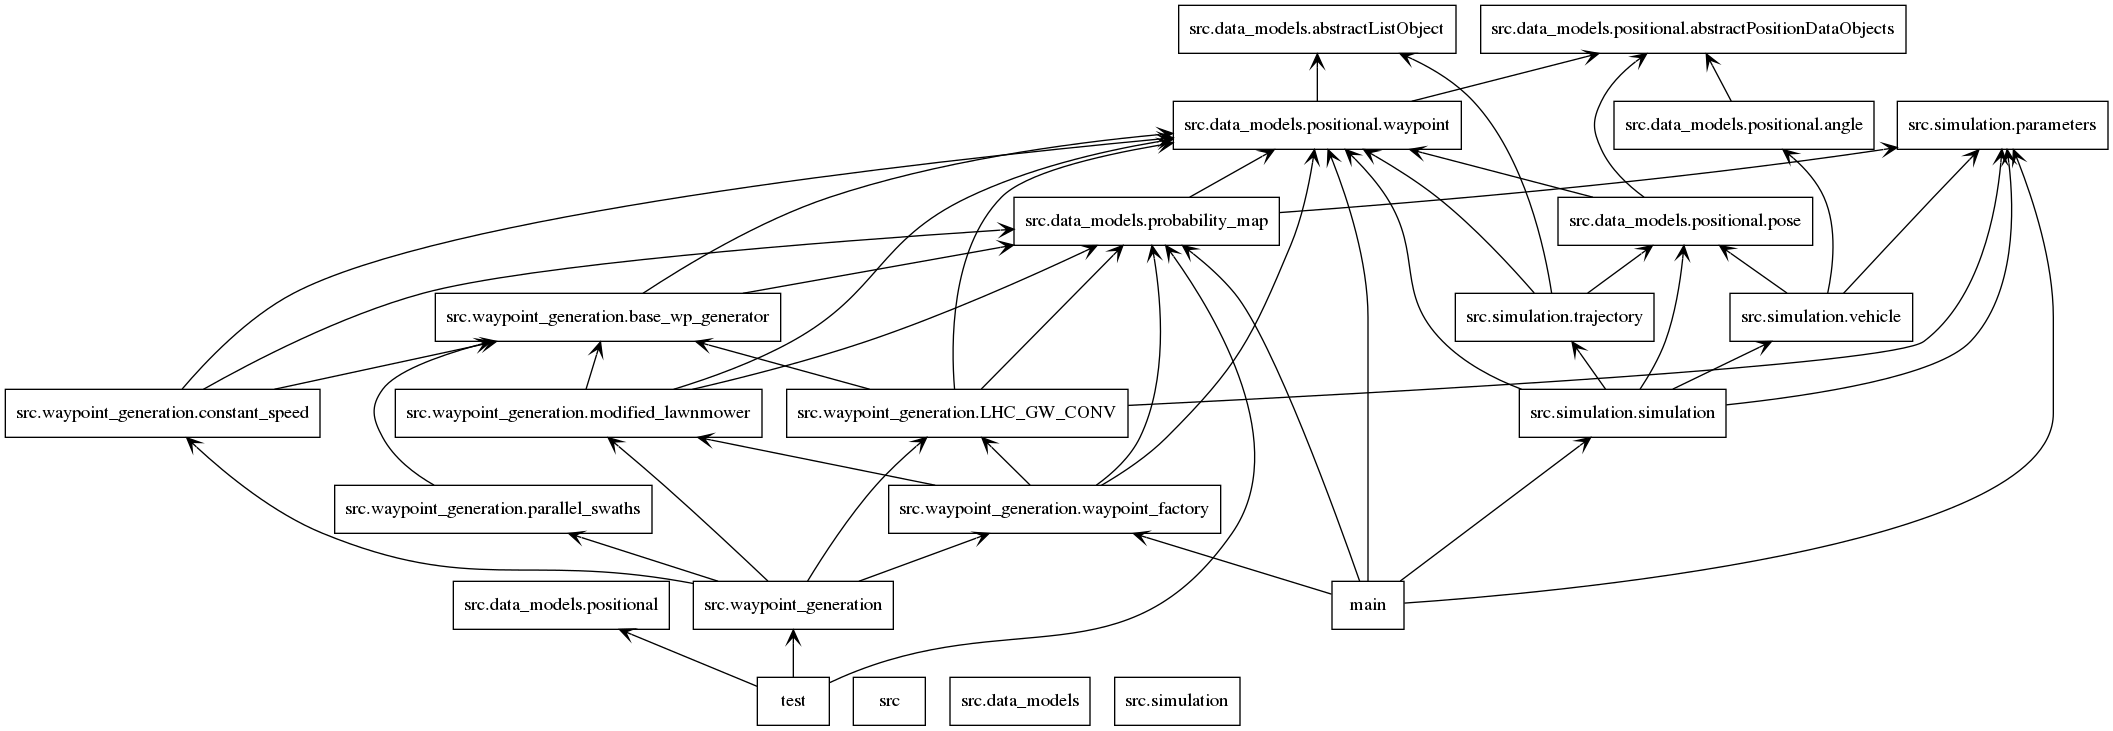 src.data_models.abstractListObject
src.data_models.positional.abstractPositionDataObjects
src.data_models.positional.waypoint
src.data_models.positional.angle
src.simulation.parameters
src.data_models.probability_map
src.data_models.positional.pose
src.waypoint_generation.base_wp_generator
src.simulation.trajectory
src.simulation.vehicle
src.waypoint_generation.constant_speed
src.waypoint_generation.modified_lawnmower
src.waypoint_generation.LHC_GW_CONV
src.simulation.simulation
src.waypoint_generation.parallel_swaths
src.waypoint_generation.waypoint_factory
src.data_models.positional
src.waypoint_generation
main
test
src
src.data_models
src.simulation